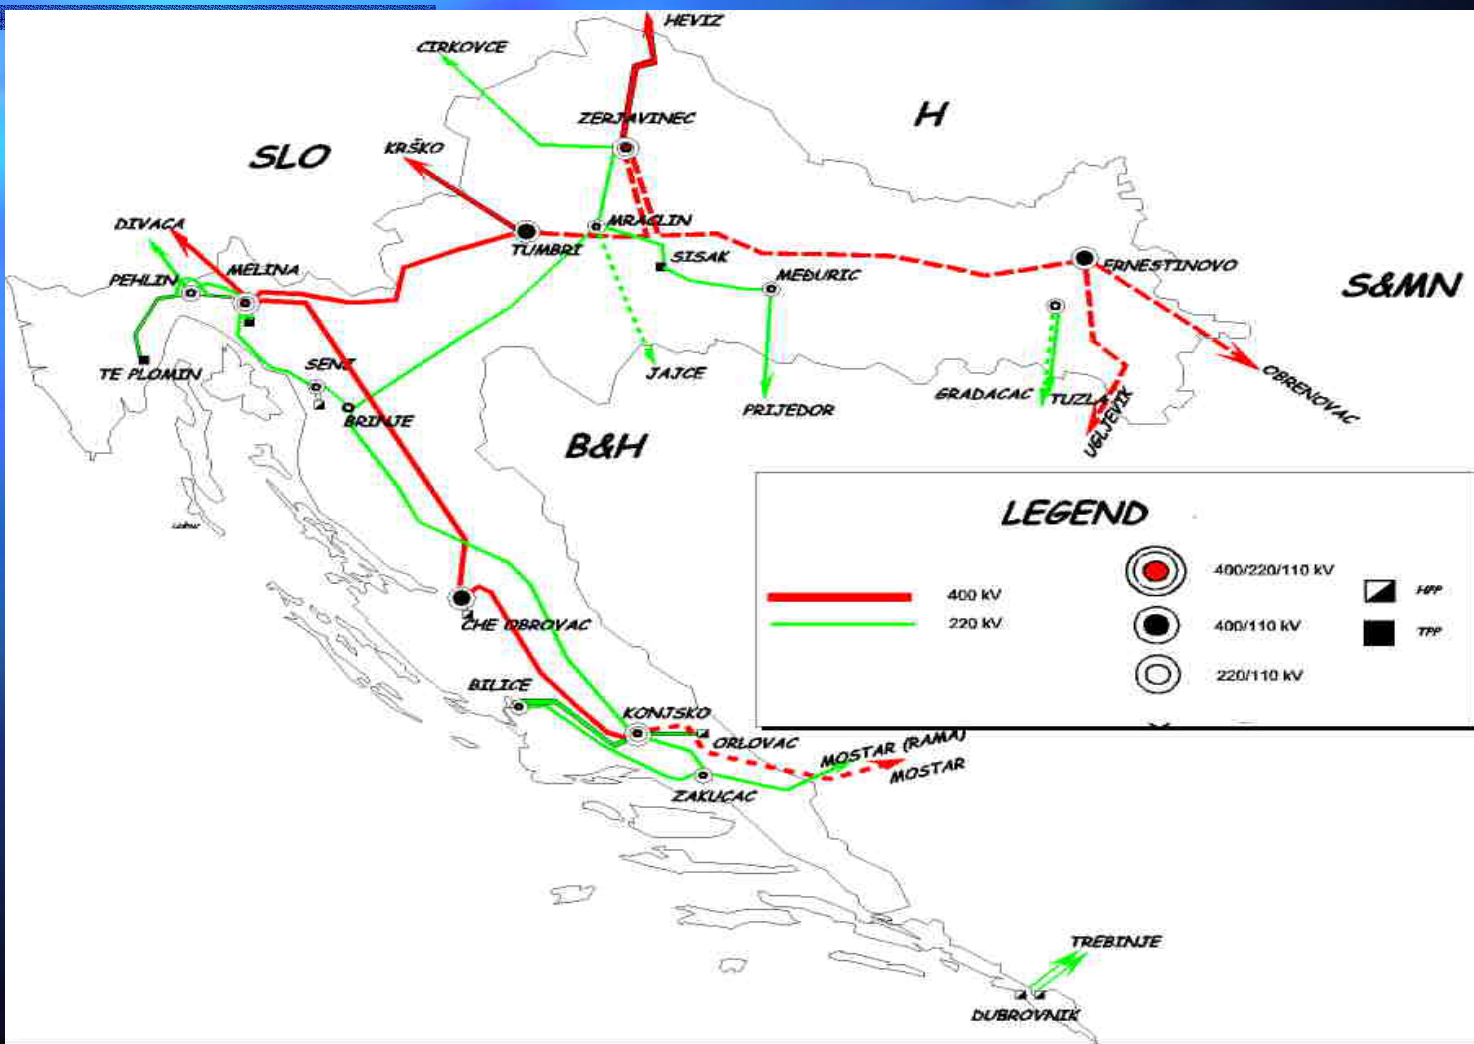 HEVIZ
CIRKOVCE
ZERJAVINEC
H
SLO
KRŠKO
DIVACA
MRACLIN
TUMBRI
SISAK
MELINA
PEHLIN
MEĐURIC
ERNESTINOVO
S&MN
SENJ
TE PLOMIN
JAJCE
GRADACAC
TUZLA
OBRENOVAC
PRIJEDOR
BRINJE
UGLJEVIK
B&H
LEGEND
400/220/110 kV
400 kV
HPP
220 kV
400/110 kV
TPP
220/110 kV
CHE OBROVAC
BILICE
KONJSKO
ORLOVAC
MOSTAR (RAMA)
MOSTAR
ZAKUCAC
TREBINJE
DUBROVNIK